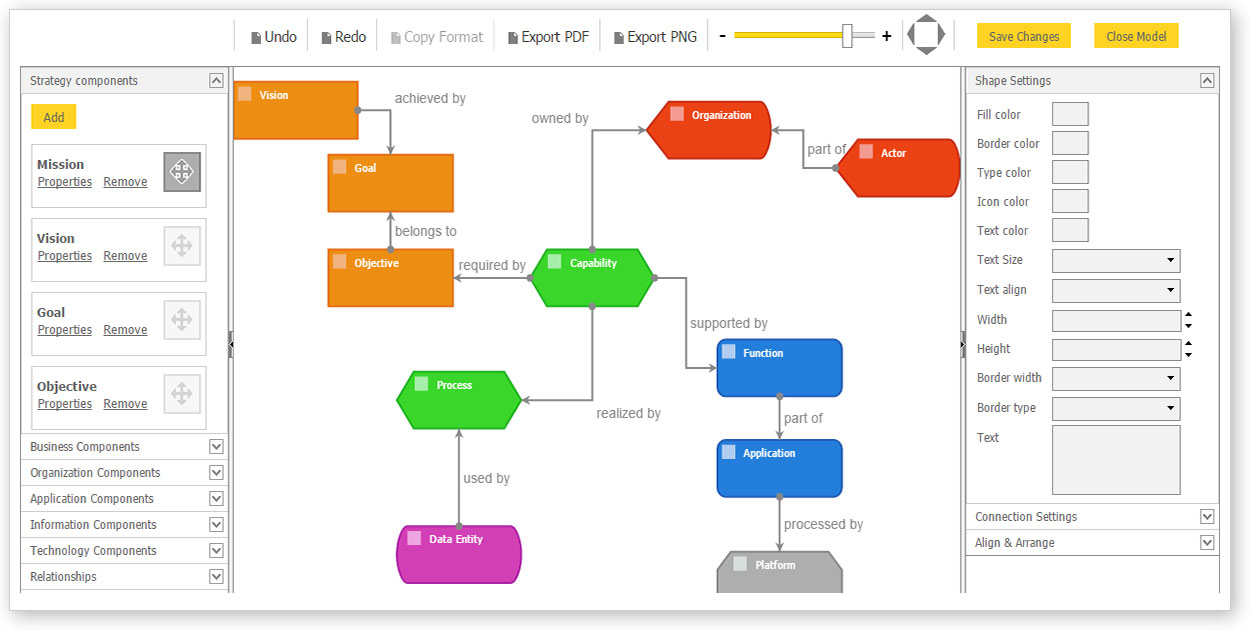 Undo
Redo
Copy Format
Export PDF
Export PNG
-
+
Save Changes
Close Model
Strategy components
Add
Mission
Properties Remove
Vision
Properties Remove
Goal
Properties Remove
Objective
Properties Remove
Business Components
Organization Components
Application Components
Information Components
Technology Components
Relationships
Vision
achieved by
Goal
belongs to
Objective
required by
Capability
owned by
Organization
part of
Actor
supported by
Function
part of
Application
processed by
Platform
realized by
Process
used by
Data Entity
Shape Settings
Fill color
Border color
Type color
Icon color
Text color
Text Size
Text align
Width
Height
Border width
Border type
Text
Connection Settings
Align & Arrange